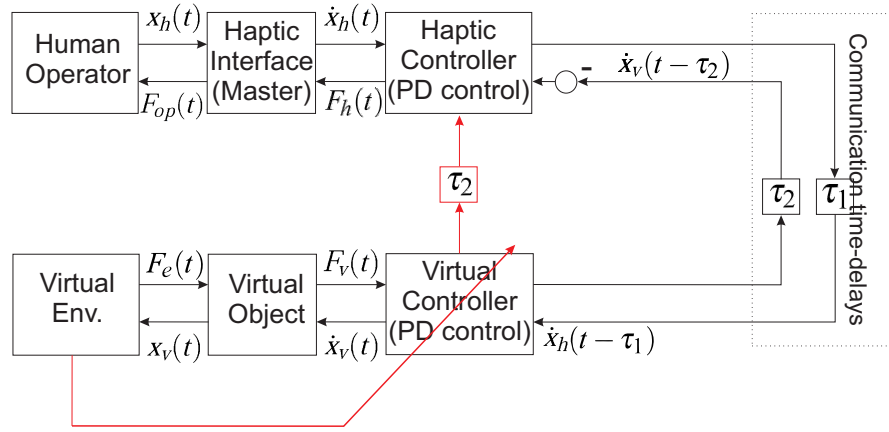 x_h(t)
ẋ_h(t)
Human
Operator
Haptic
Interface
(Master)
Haptic
Controller
(PD control)
F_op(t)
F_h(t)
-
ẋ_v(t − τ_2)
Communication time-delays
τ_2
τ_2
τ_1
F_e(t)
F_v(t)
Virtual
Env.
Virtual
Object
Virtual
Controller
(PD control)
x_v(t)
ẋ_v(t)
ẋ_h(t − τ_1)